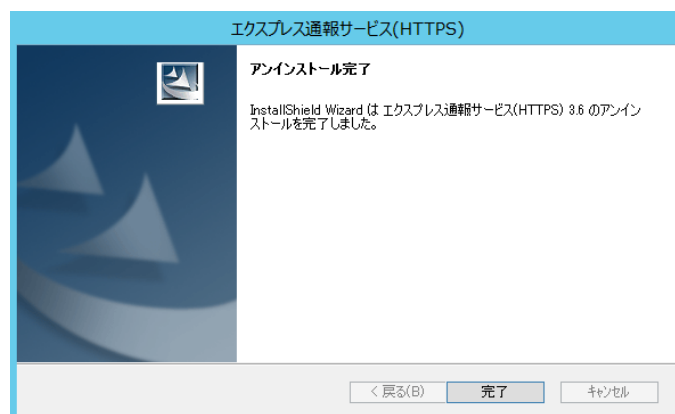 エクスプレス通報サービス(HTTPS)
アンインストール完了
InstallShield Wizard は エクスプレス通報サービス(HTTPS) 3.6 のアンイン
ストールを完了しました。
< 戻る(B)
完了
キャンセル